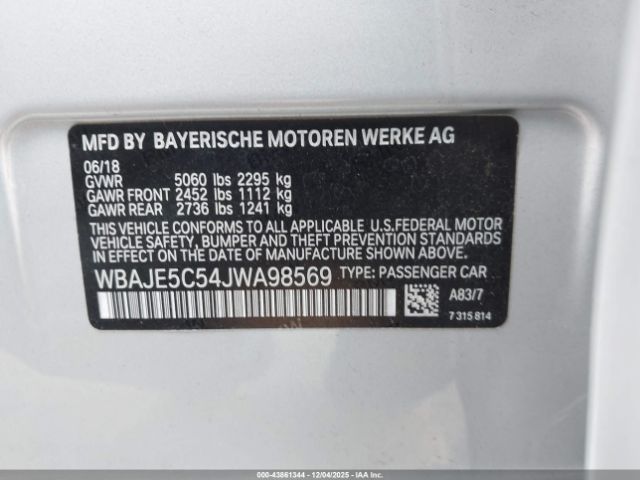 MFD BY BAYERISCHE MOTOREN WERKE AG
06/18
GVWR 5060 lbs 2295 kg
GAWR FRONT 2452 lbs 1112 kg
GAWR REAR 2736 lbs 1241 kg
THIS VEHICLE CONFORMS TO ALL APPLICABLE U.S.FEDERAL MOTOR
VEHICLE SAFETY, BUMPER, AND THEFT PREVENTION STANDARDS
IN EFFECT ON THE DATE OF MANUFACTURE SHOWN ABOVE.
WBAJE5C54JWA98569 TYPE: PASSENGER CAR
A83/7
7 315 814
000-43861344 - 12/04/2025 - IAA, Inc.